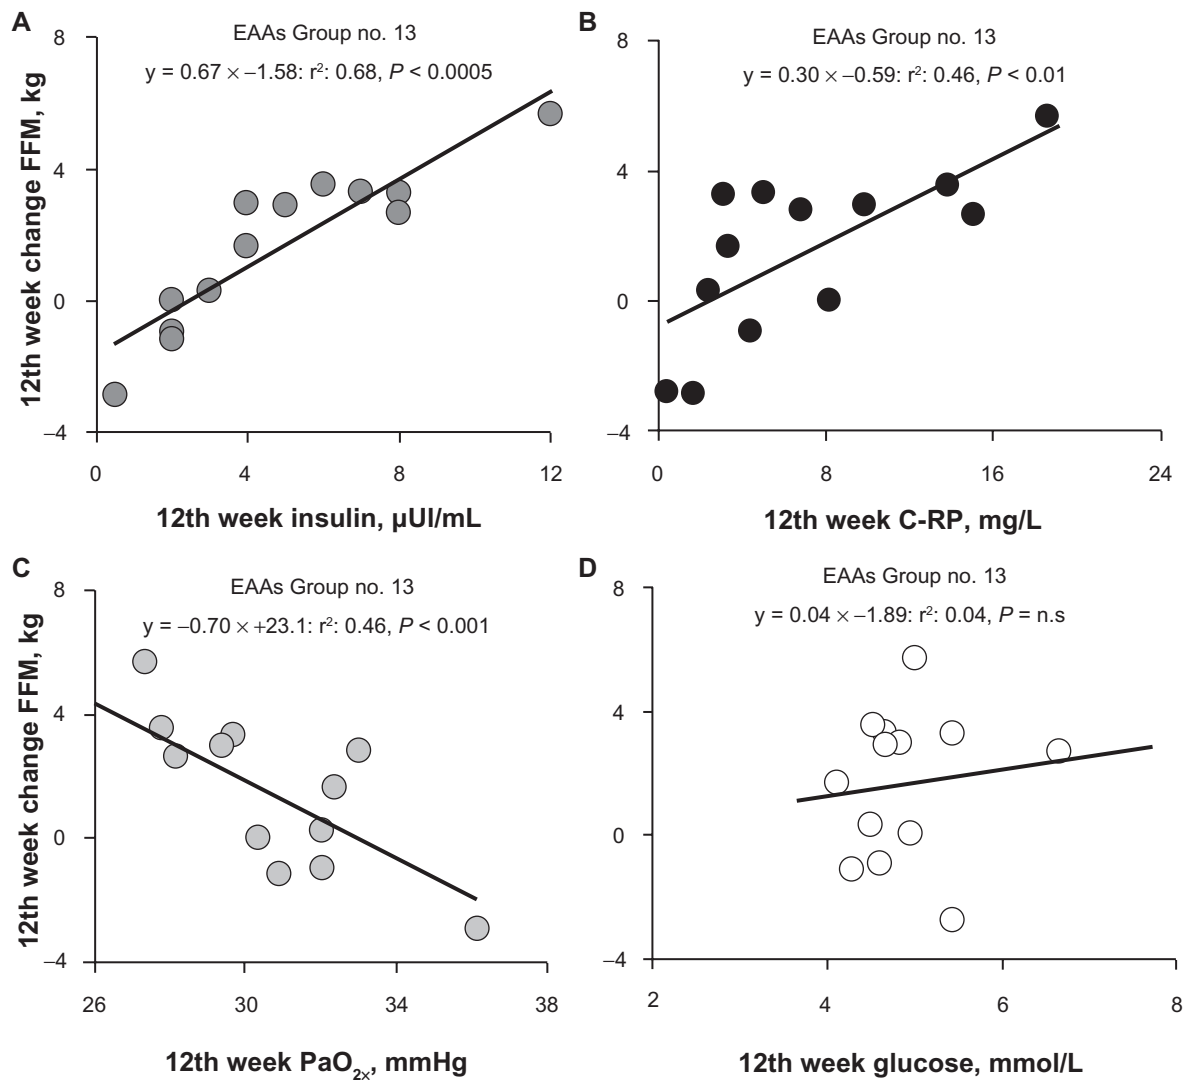 A
EAAs Group no. 13
y = 0.67 × −1.58: r²: 0.68, P < 0.0005
8
4
0
−4
12th week change FFM, kg
0 4 8 12
12th week insulin, µUI/mL
B
EAAs Group no. 13
y = 0.30 × −0.59: r²: 0.46, P < 0.01
8
4
0
−4
0 8 16 24
12th week C-RP, mg/L
C
EAAs Group no. 13
y = −0.70 × +23.1: r²: 0.46, P < 0.001
8
4
0
−4
12th week change FFM, kg
26 30 34 38
12th week PaO₂ₓ, mmHg
D
EAAs Group no. 13
y = 0.04 × −1.89: r²: 0.04, P = n.s
8
4
0
−4
2 4 6 8
12th week glucose, mmol/L